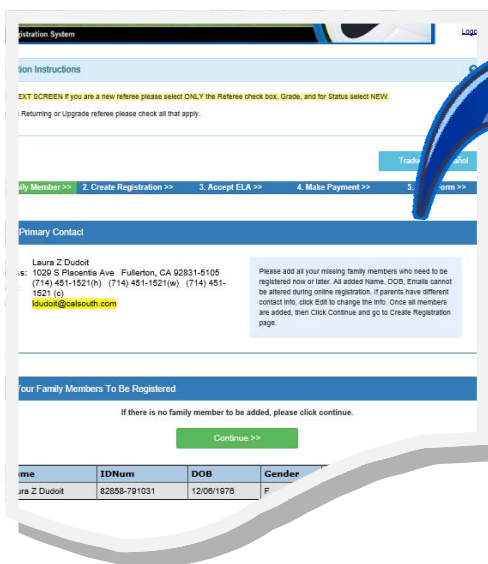 gistration System
Logo
tion Instructions
EXT SCREEN If you are a new referee please select ONLY the Referee check box, Grade, and for Status select NEW.
Returning or Upgrade referee please check all that apply.
Tradu
ñol
ily Member >> 2. Create Registration >> 3. Accept ELA >> 4. Make Payment >> 5.
orm >>
Primary Contact
Laura Z Dudoit
ss: 1029 S Placentia Ave Fullerton, CA 92831-5105
(714) 451-1521(h) (714) 451-1521(w) (714) 451-
1521 (c)
ldudoit@calsouth.com
Please add all your missing family members who need to be
registered now or later. All added Name, DOB, Emails cannot
be altered during online registration. If parents have different
contact info, click Edit to change the info. Once all members
are added, then Click Continue and go to Create Registration
page.
Your Family Members To Be Registered
If there is no family member to be added, please click continue.
Continue >>
ame IDNum DOB Gender
ura Z Dudoit 82858-791031 12/06/1976 F